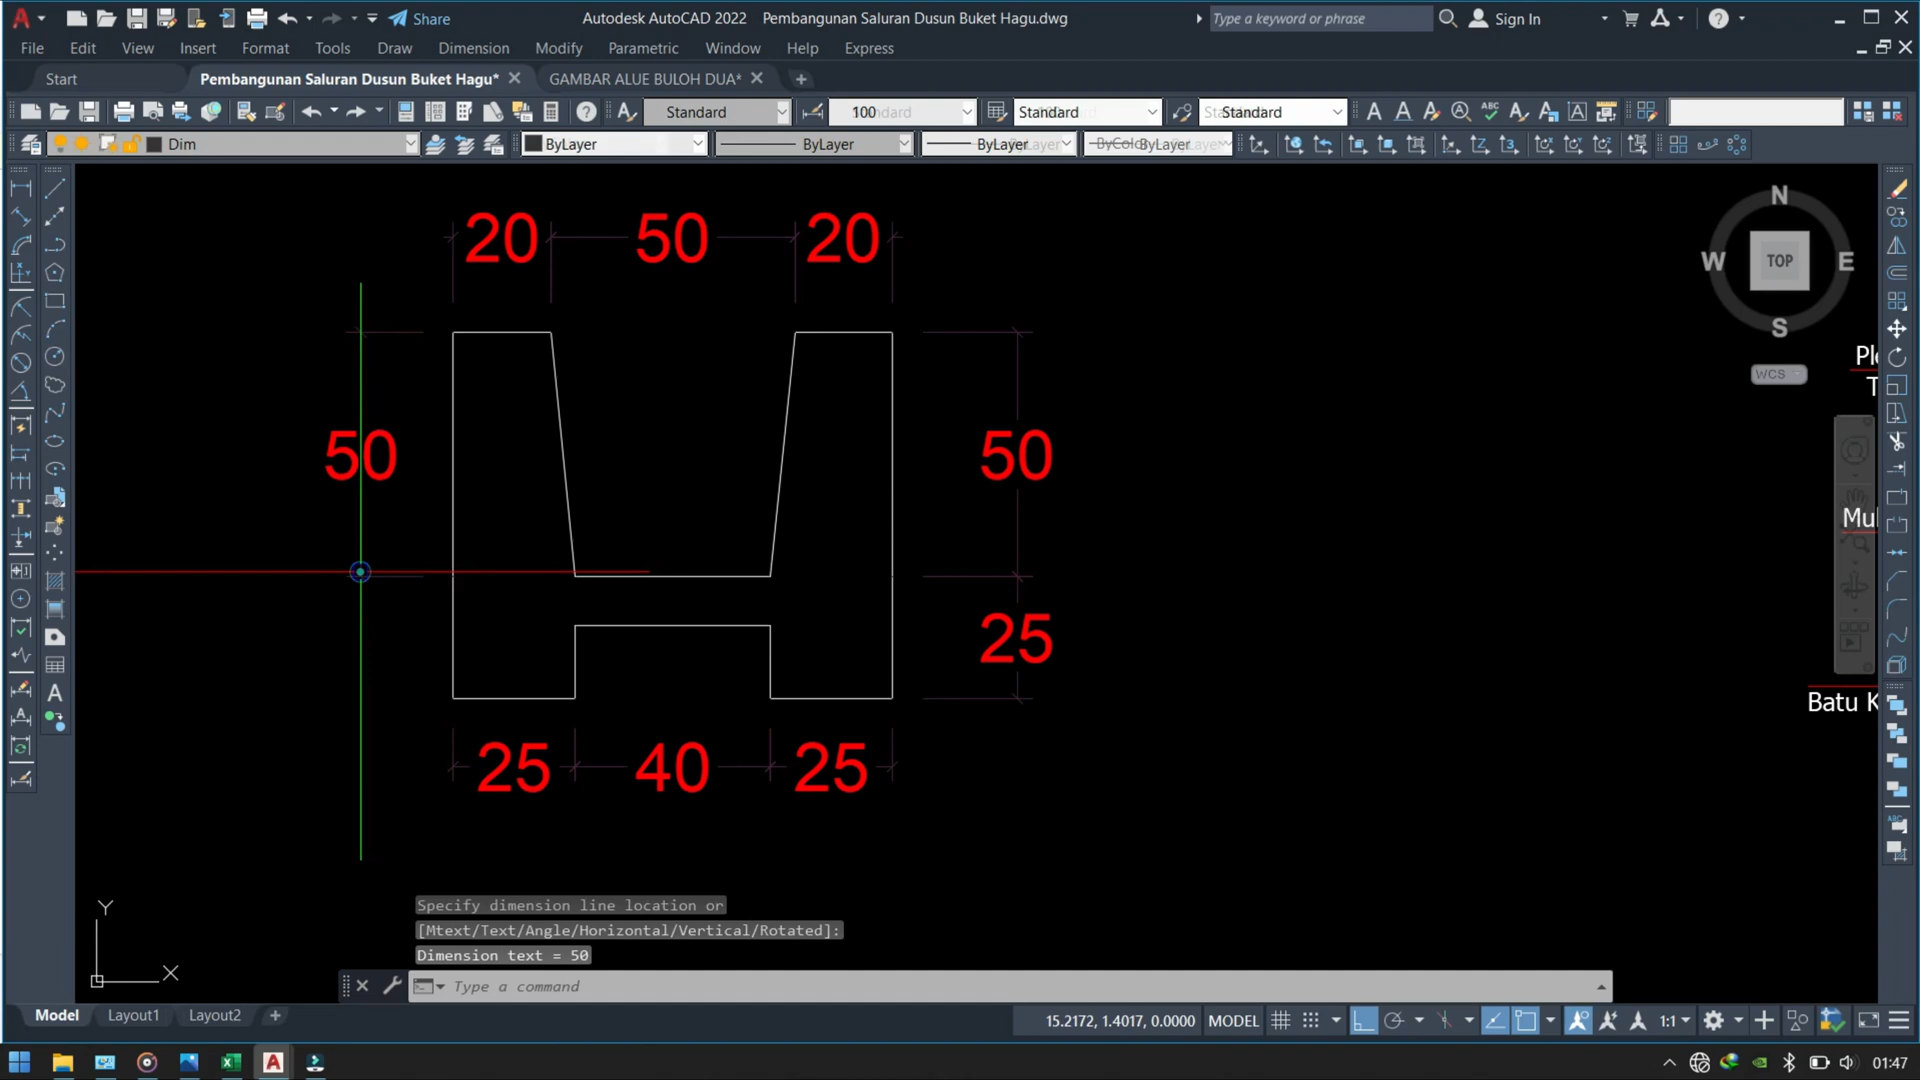 Share
Autodesk AutoCAD 2022 Pembangunan Saluran Dusun Buket Hagu.dwg
Type a keyword or phrase
Sign In
File Edit View Insert Format Tools Draw Dimension Modify Parametric Window Help Express
Start
Pembangunan Saluran Dusun Buket Hagu*
GAMBAR ALUE BULOH DUA*
Standard
100
Standard
Standard
Dim
ByLayer
ByLayer
ByLayer
ByLayer
20 50 20
N
W TOP E
S
WCS
50
50
25
25 40 25
Mul
Batu K
Y
X
Specify dimension line location or
[Mtext/Text/Angle/Horizontal/Vertical/Rotated]:
Dimension text = 50
Type a command
Model Layout1 Layout2
15.2172, 1.4017, 0.0000 MODEL
1:1
01:47